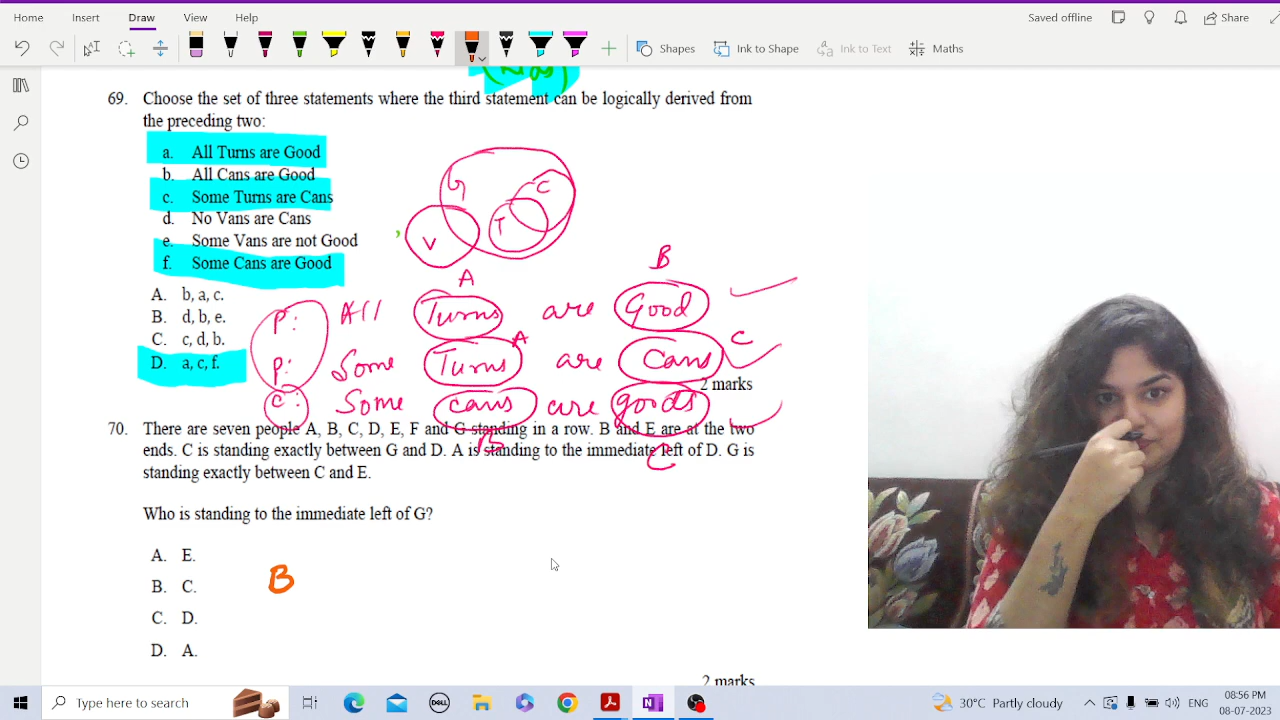 Home Insert Draw View Help Saved offline Share
Shapes Ink to Shape Ink to Text Maths
69. Choose the set of three statements where the third statement can be logically derived from
the preceding two:
a. All Turns are Good
b. All Cans are Good
c. Some Turns are Cans
d. No Vans are Cans
e. Some Vans are not Good
f. Some Cans are Good
G C
T
V
A. b, a, c.
B. d, b, e.
C. c, d, b.
D. a, c, f.
A B
P: All Turns are Good
A C
P: Some Turns are Cans
C: Some cans are goods
B C
2 marks
70. There are seven people A, B, C, D, E, F and G standing in a row. B and E are at the two
ends. C is standing exactly between G and D. A is standing to the immediate left of D. G is
standing exactly between C and E.
Who is standing to the immediate left of G?
A. E.
B. C.
C. D.
D. A.
B
2 marks
Type here to search
DELL
30°C Partly cloudy
ENG
08:56 PM
08-07-2023